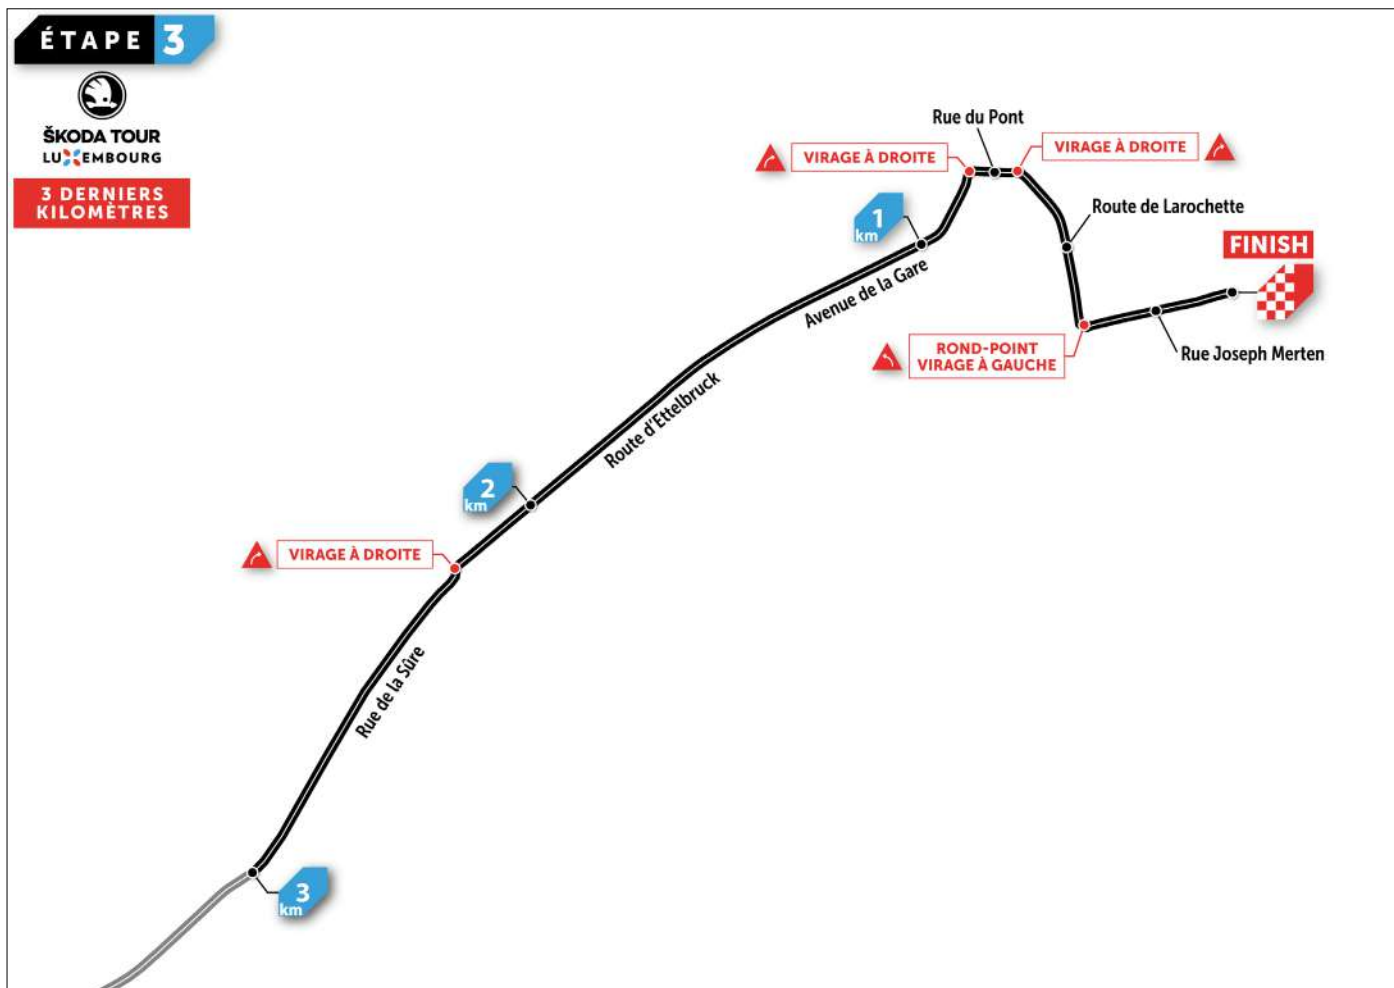 ÉTAPE 3
ŠKODA TOUR
LUXEMBOURG
3 DERNIERS
KILOMÈTRES
Rue du Pont
VIRAGE À DROITE
VIRAGE À DROITE
Route de Larochette
1
km
FINISH
Avenue de la Gare
ROND-POINT
VIRAGE À GAUCHE
Rue Joseph Merten
Route d'Ettelbruck
2
km
VIRAGE À DROITE
Rue de la Sûre
3
km